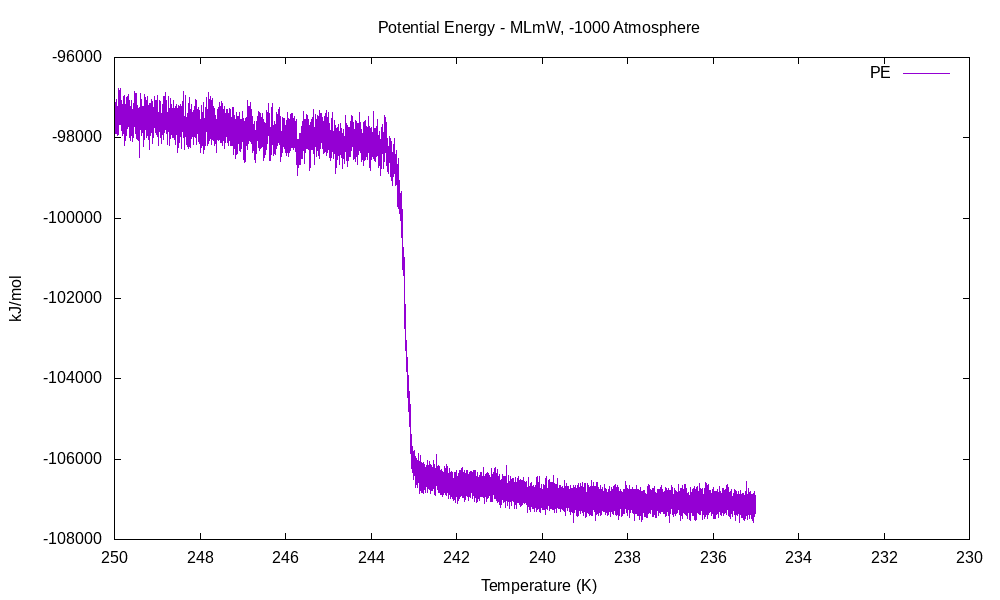 Potential Energy - MLmW, -1000 Atmosphere
PE
-96000
-98000
-100000
-102000
-104000
-106000
-108000
kJ/mol
250 248 246 244 242 240 238 236 234 232 230
Temperature (K)